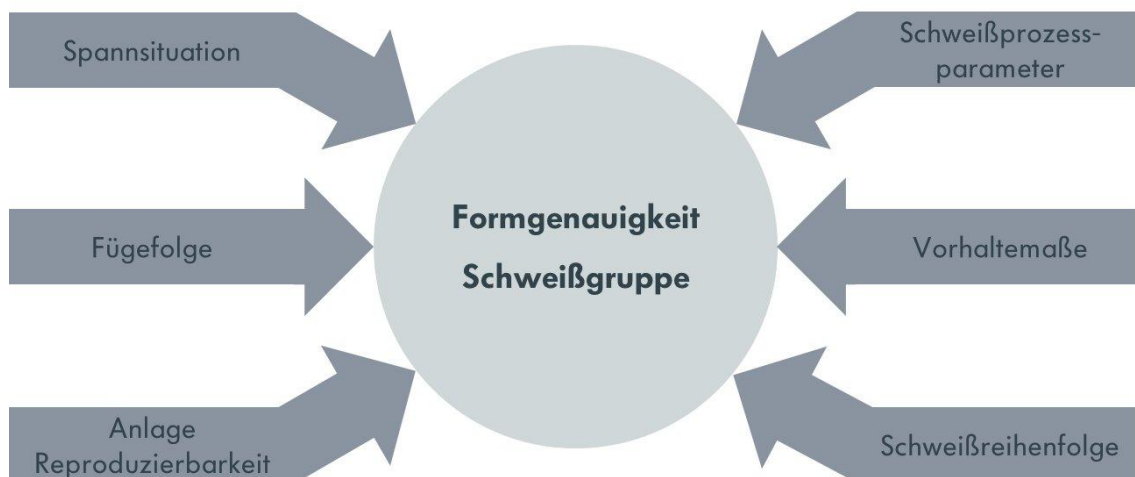 Spannsituation
Schweißprozess-
parameter
Formgenauigkeit
Schweißgruppe
Fügefolge
Vorhaltemaße
Anlage
Reproduzierbarkeit
Schweißreihenfolge